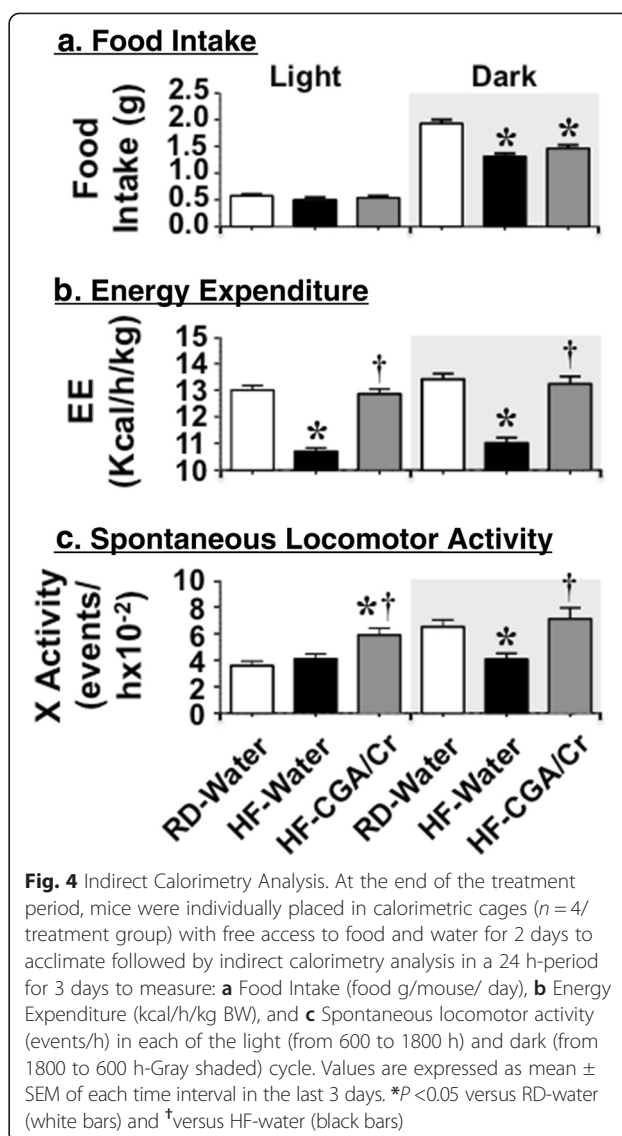 a. Food Intake
Light Dark
Food Intake (g)
2.5
2.0
1.5
1.0
0.5
0.0
* *
b. Energy Expenditure
EE (Kcal/h/kg)
15
14
13
12
11
10
* † * †
c. Spontaneous Locomotor Activity
X Activity (events/hx10-2)
10
8
6
4
2
0
*† * †
RD-Water HF-Water HF-CGA/Cr RD-Water HF-Water HF-CGA/Cr
Fig. 4 Indirect Calorimetry Analysis. At the end of the treatment
period, mice were individually placed in calorimetric cages (n = 4/
treatment group) with free access to food and water for 2 days to
acclimate followed by indirect calorimetry analysis in a 24 h-period
for 3 days to measure: a Food Intake (food g/mouse/ day), b Energy
Expenditure (kcal/h/kg BW), and c Spontaneous locomotor activity
(events/h) in each of the light (from 600 to 1800 h) and dark (from
1800 to 600 h-Gray shaded) cycle. Values are expressed as mean ±
SEM of each time interval in the last 3 days. *P <0.05 versus RD-water
(white bars) and †versus HF-water (black bars)